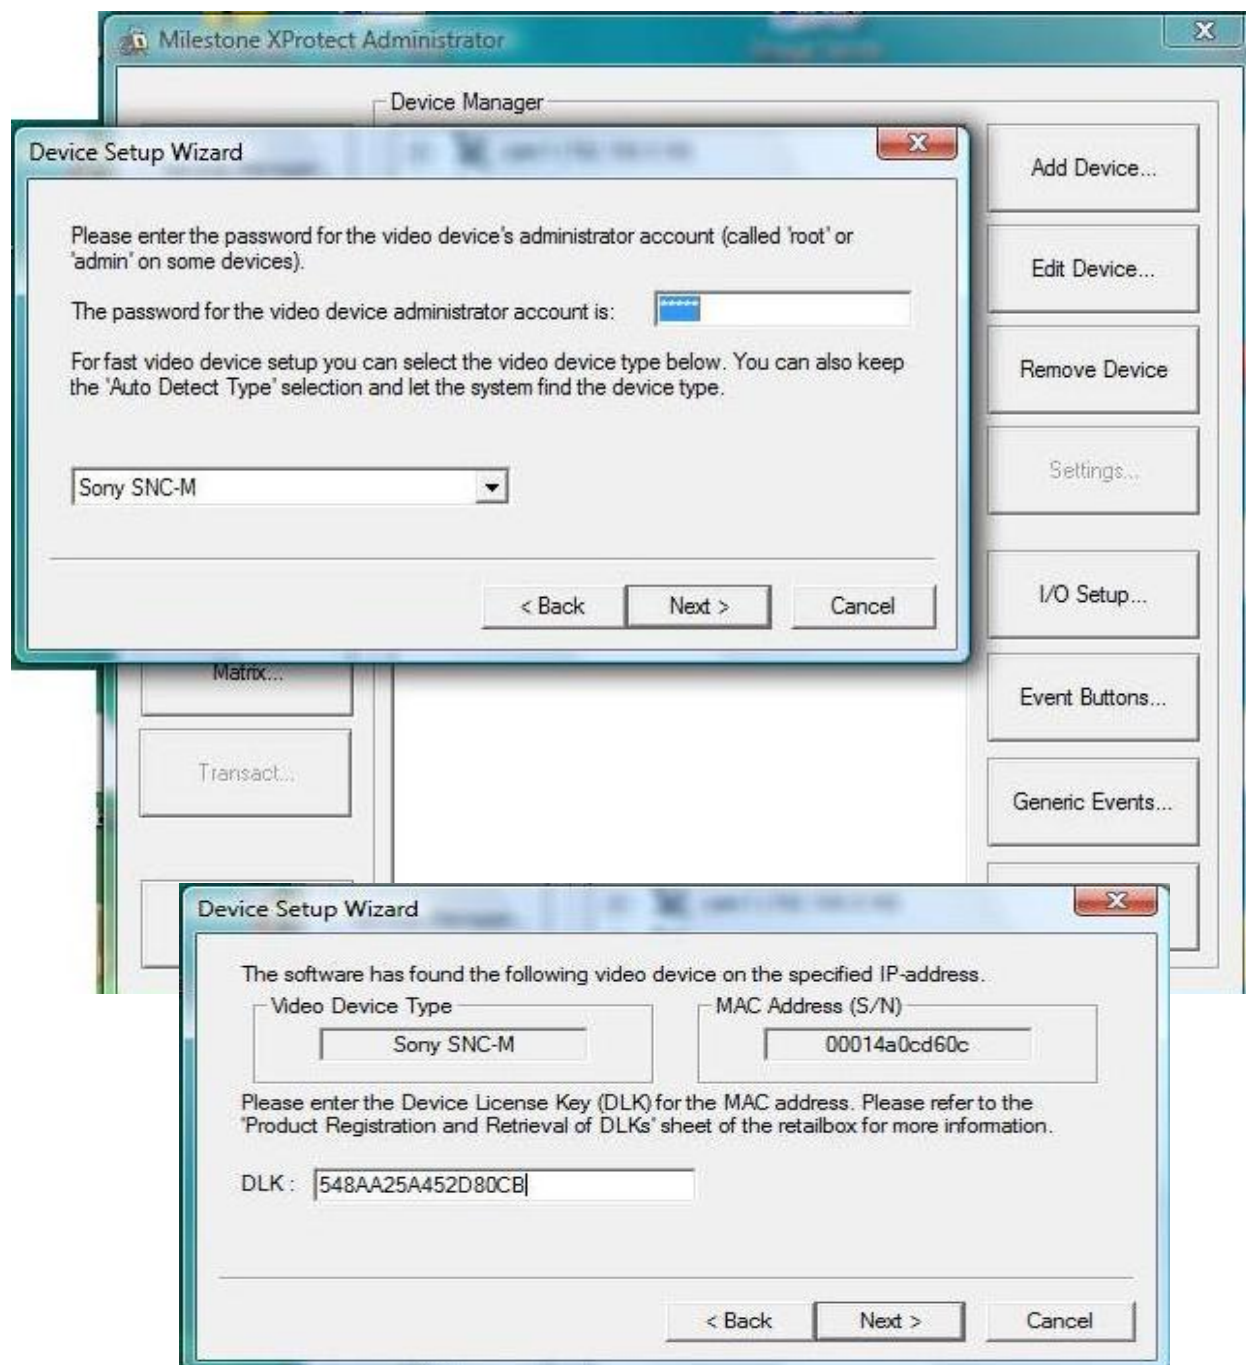 Milestone XProtect Administrator
Device Manager
Device Setup Wizard
Please enter the password for the video device's administrator account (called 'root' or
'admin' on some devices).
The password for the video device administrator account is:
*****
For fast video device setup you can select the video device type below. You can also keep
the 'Auto Detect Type' selection and let the system find the device type.
Sony SNC-M
< Back
Next >
Cancel
Add Device...
Edit Device...
Remove Device
Settings...
I/O Setup...
Event Buttons...
Generic Events...
Matrix...
Transact...
Device Setup Wizard
The software has found the following video device on the specified IP-address.
Video Device Type
MAC Address (S/N)
Sony SNC-M
00014a0cd60c
Please enter the Device License Key (DLK) for the MAC address. Please refer to the
'Product Registration and Retrieval of DLKs' sheet of the retailbox for more information.
DLK :
548AA25A452D80CB
< Back
Next >
Cancel